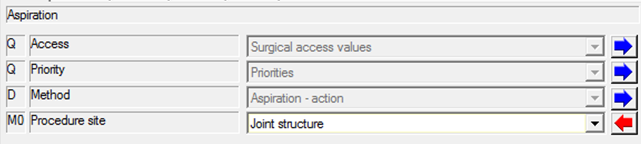 Aspiration
Q Access Surgical access values
Q Priority Priorities
D Method Aspiration - action
M0 Procedure site Joint structure